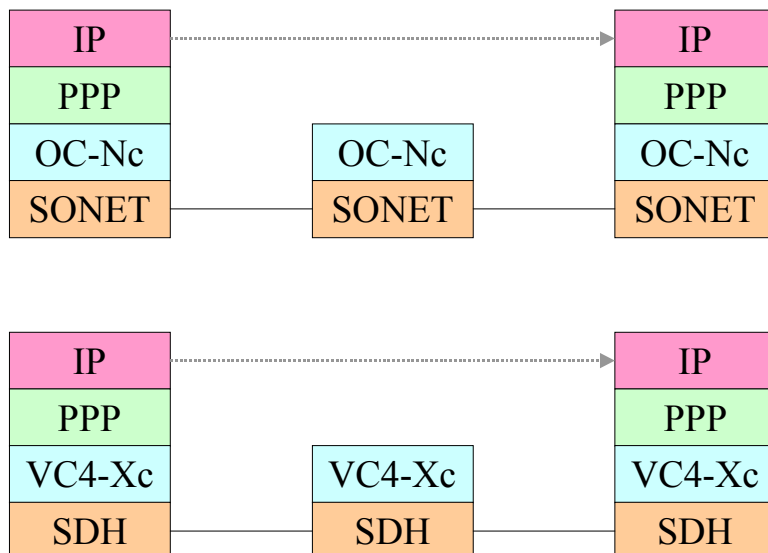 IP IP
PPP PPP
OC-Nc OC-Nc OC-Nc
SONET SONET SONET
IP IP
PPP PPP
VC4-Xc VC4-Xc VC4-Xc
SDH SDH SDH